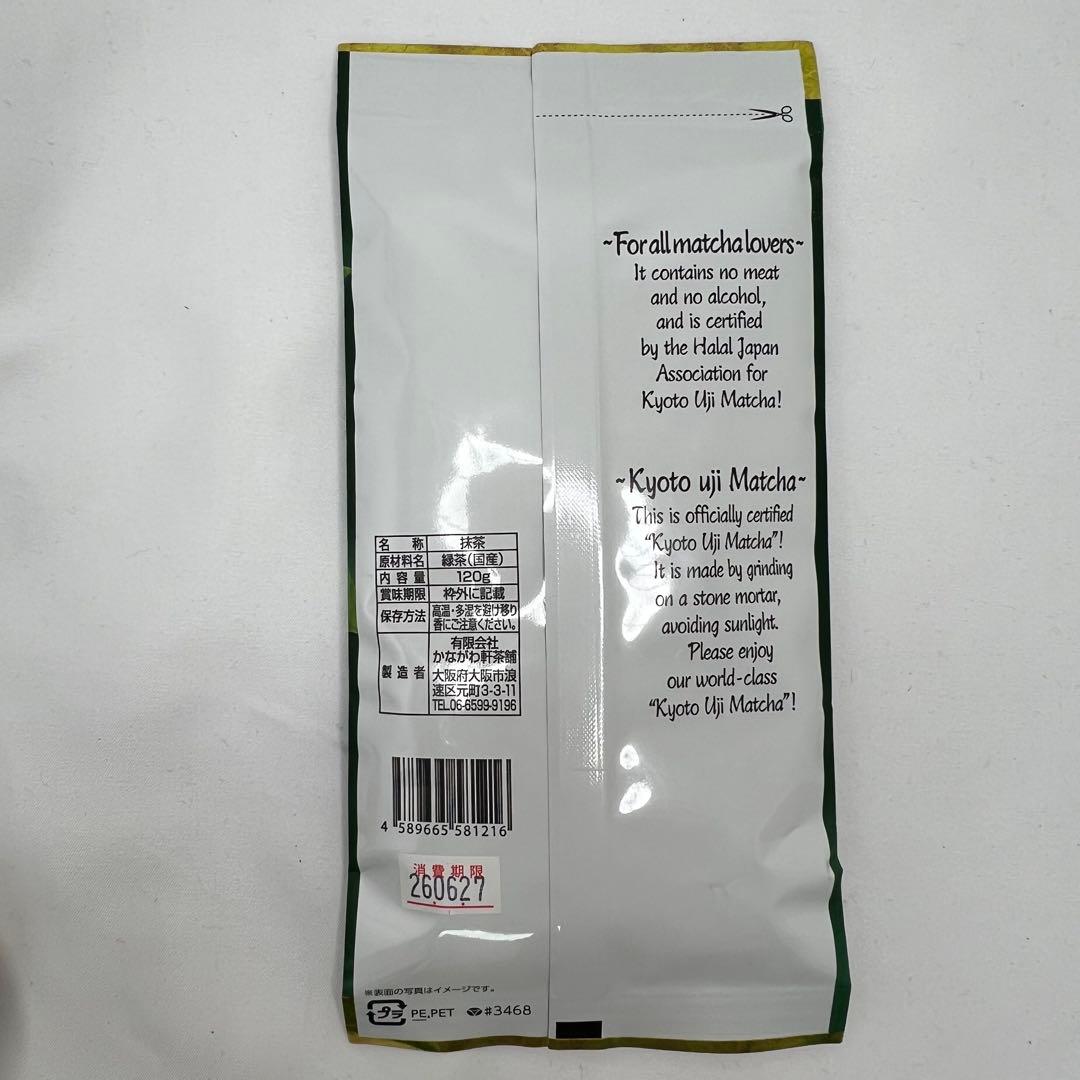 ~For all matcha lovers~
It contains no meat
and no alcohol,
and is certified
by the Halal Japan
Association for
Kyoto Uji Matcha!
~Kyoto uji Matcha~
This is officially certified
“Kyoto Uji Matcha”!
It is made by grinding
on a stone mortar,
avoiding sunlight.
Please enjoy
our world-class
“Kyoto Uji Matcha”!
名称 抹茶
原材料名 緑茶(国産)
内容量 120g
賞味期限 枠外に記載
保存方法 高温・多湿を避け移り
香にご注意ください。
製造者 有限会社
かながわ軒茶舗
大阪府大阪市浪
速区元町3-3-11
TEL.06-6599-9196
4 589665 581216
消費期限
26.06.27
※表面の写真はイメージです。
プラ PE.PET #3468